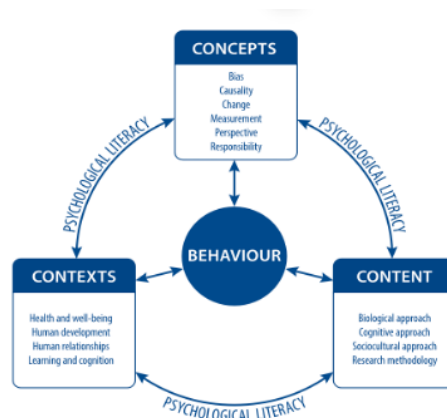 CONCEPTS
Bias
Causality
Change
Measurement
Perspective
Responsibility
PSYCHOLOGICAL LITERACY
PSYCHOLOGICAL LITERACY
BEHAVIOUR
CONTEXTS
Health and well-being
Human development
Human relationships
Learning and cognition
CONTENT
Biological approach
Cognitive approach
Sociocultural approach
Research methodology
PSYCHOLOGICAL LITERACY